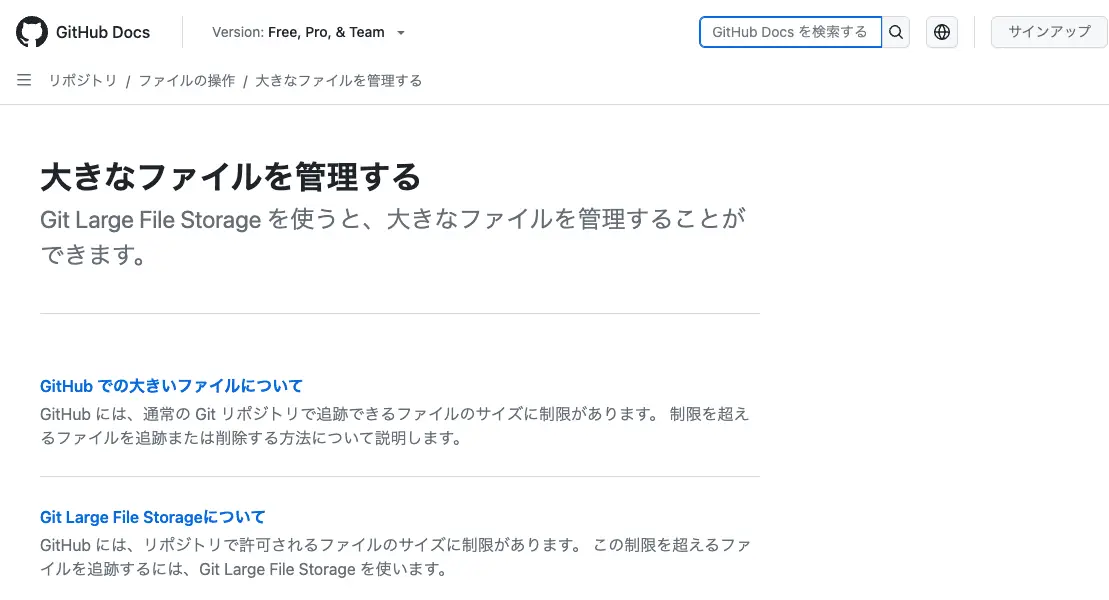 GitHub Docs
Version: Free, Pro, & Team
GitHub Docs を検索する
サインアップ
リポジトリ / ファイルの操作 / 大きなファイルを管理する
大きなファイルを管理する
Git Large File Storage を使うと、大きなファイルを管理することが
できます。
GitHub での大きいファイルについて
GitHub には、通常の Git リポジトリで追跡できるファイルのサイズに制限があります。 制限を超え
るファイルを追跡または削除する方法について説明します。
Git Large File Storageについて
GitHub には、リポジトリで許可されるファイルのサイズに制限があります。 この制限を超えるファ
イルを追跡するには、Git Large File Storage を使います。